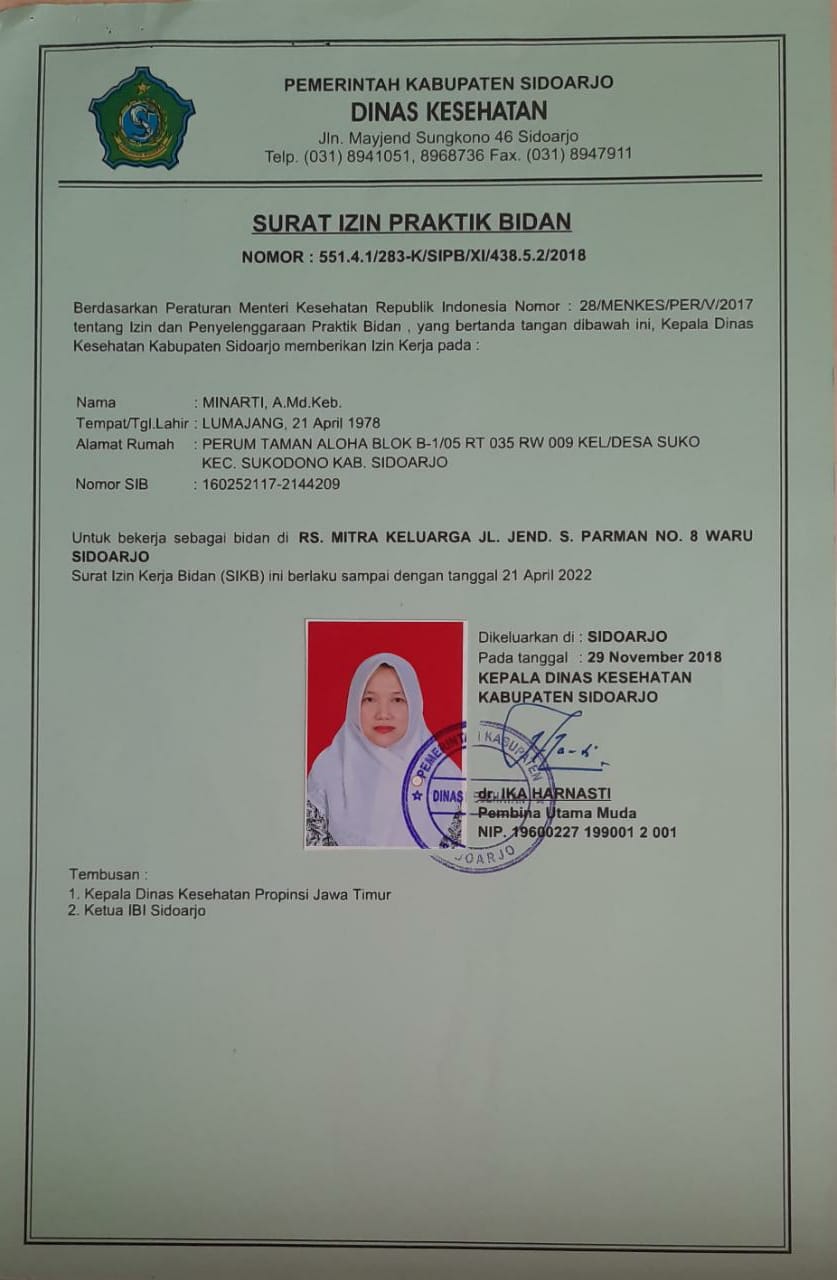 PEMERINTAH KABUPATEN SIDOARJO
DINAS KESEHATAN
Jln. Mayjend Sungkono 46 Sidoarjo
Telp. (031) 8941051, 8968736 Fax. (031) 8947911
SURAT IZIN PRAKTIK BIDAN
NOMOR : 551.4.1/283-K/SIPB/XI/438.5.2/2018
Berdasarkan Peraturan Menteri Kesehatan Republik Indonesia Nomor : 28/MENKES/PER/V/2017
tentang Izin dan Penyelenggaraan Praktik Bidan , yang bertanda tangan dibawah ini, Kepala Dinas
Kesehatan Kabupaten Sidoarjo memberikan Izin Kerja pada :
Nama : MINARTI, A.Md.Keb.
Tempat/Tgl.Lahir : LUMAJANG, 21 April 1978
Alamat Rumah : PERUM TAMAN ALOHA BLOK B-1/05 RT 035 RW 009 KEL/DESA SUKO
KEC. SUKODONO KAB. SIDOARJO
Nomor SIB : 160252117-2144209
Untuk bekerja sebagai bidan di RS. MITRA KELUARGA JL. JEND. S. PARMAN NO. 8 WARU
SIDOARJO
Surat Izin Kerja Bidan (SIKB) ini berlaku sampai dengan tanggal 21 April 2022
Dikeluarkan di : SIDOARJO
Pada tanggal : 29 November 2018
KEPALA DINAS KESEHATAN
KABUPATEN SIDOARJO
PEMERINTAH KABUPATEN
DINAS
dr. IKA HARNASTI
Pembina Utama Muda
NIP. 19600227 199001 2 001
Tembusan :
1. Kepala Dinas Kesehatan Propinsi Jawa Timur
2. Ketua IBI Sidoarjo